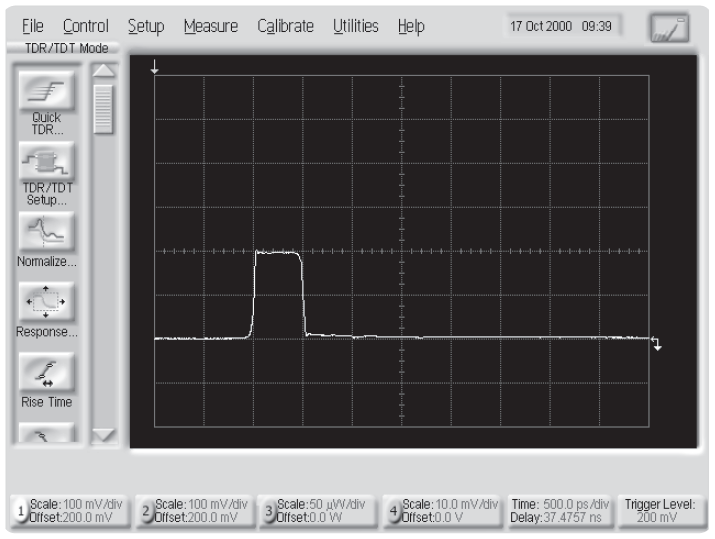 File Control Setup Measure Calibrate Utilities Help 17 Oct 2000 09:39
TDR/TDT Mode
Quick
TDR...
TDR/TDT
Setup...
Normalize...
Response...
Rise Time
1 Scale:100 mV/div
Offset:200.0 mV
2 Scale:100 mV/div
Offset:200.0 mV
3 Scale:50 µW/div
Offset:0.0 W
4 Scale:10.0 mV/div
Offset:0.0 V
Time: 500.0 ps/div
Delay:37.4757 ns
Trigger Level:
200 mV